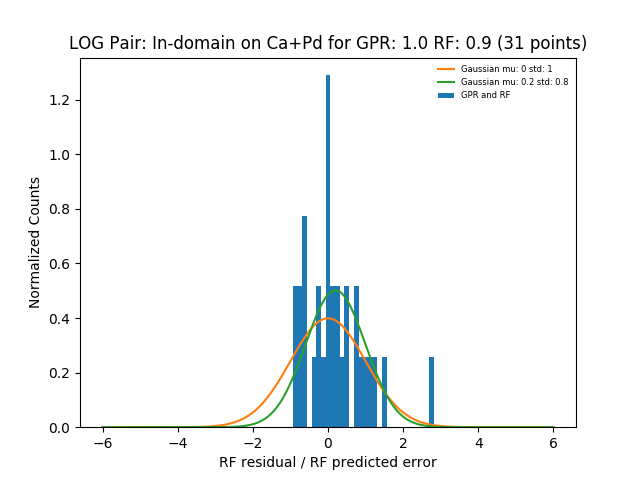 LOG Pair: In-domain on Ca+Pd for GPR: 1.0 RF: 0.9 (31 points)
Gaussian mu: 0 std: 1
Gaussian mu: 0.2 std: 0.8
GPR and RF
Normalized Counts
1.2
1.0
0.8
0.6
0.4
0.2
0.0
−6 −4 −2 0 2 4 6
RF residual / RF predicted error